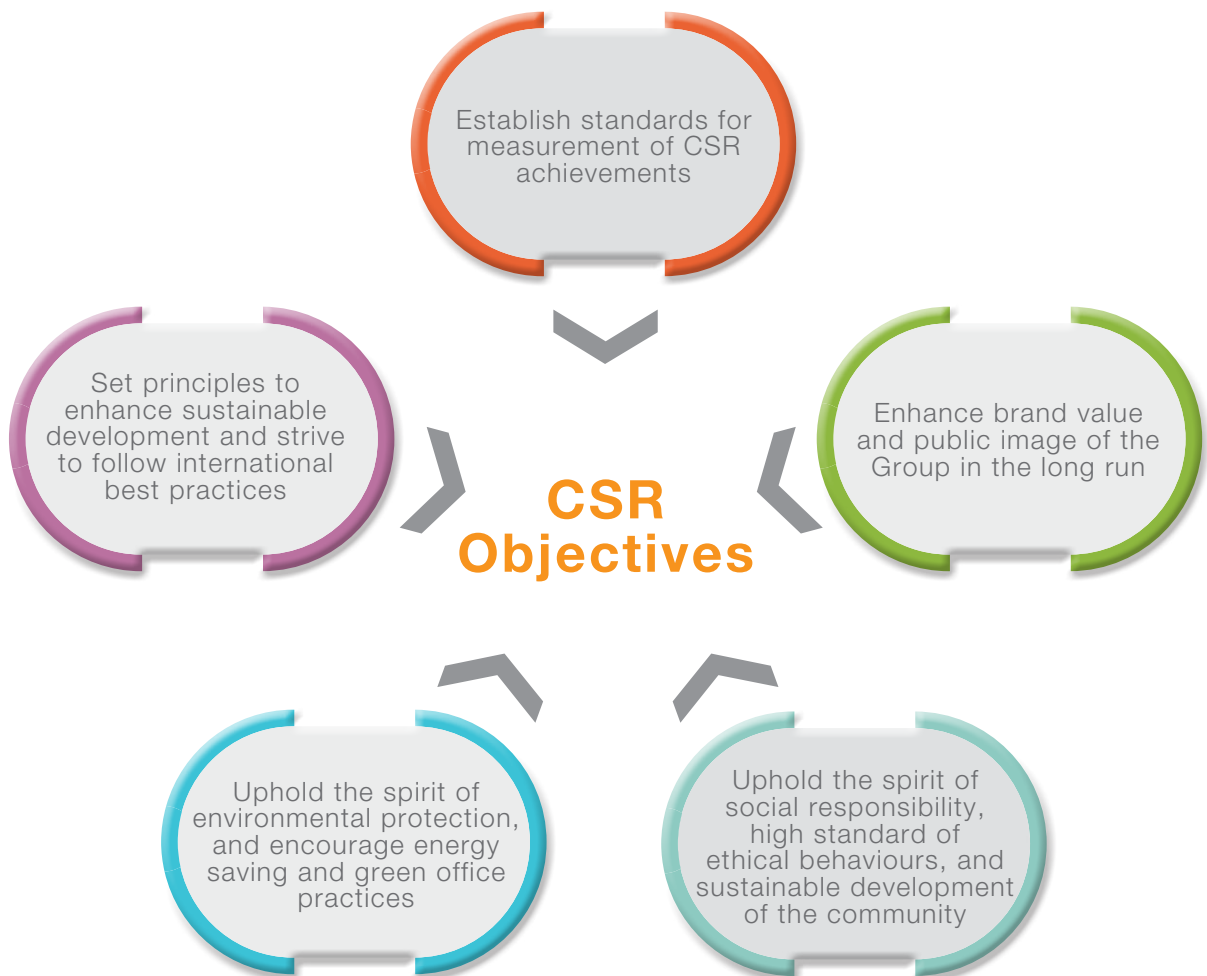 Establish standards for
measurement of CSR
achievements
Set principles to
enhance sustainable
development and strive
to follow international
best practices
Enhance brand value
and public image of the
Group in the long run
CSR
Objectives
Uphold the spirit of
environmental protection,
and encourage energy
saving and green office
practices
Uphold the spirit of
social responsibility,
high standard of
ethical behaviours, and
sustainable development
of the community